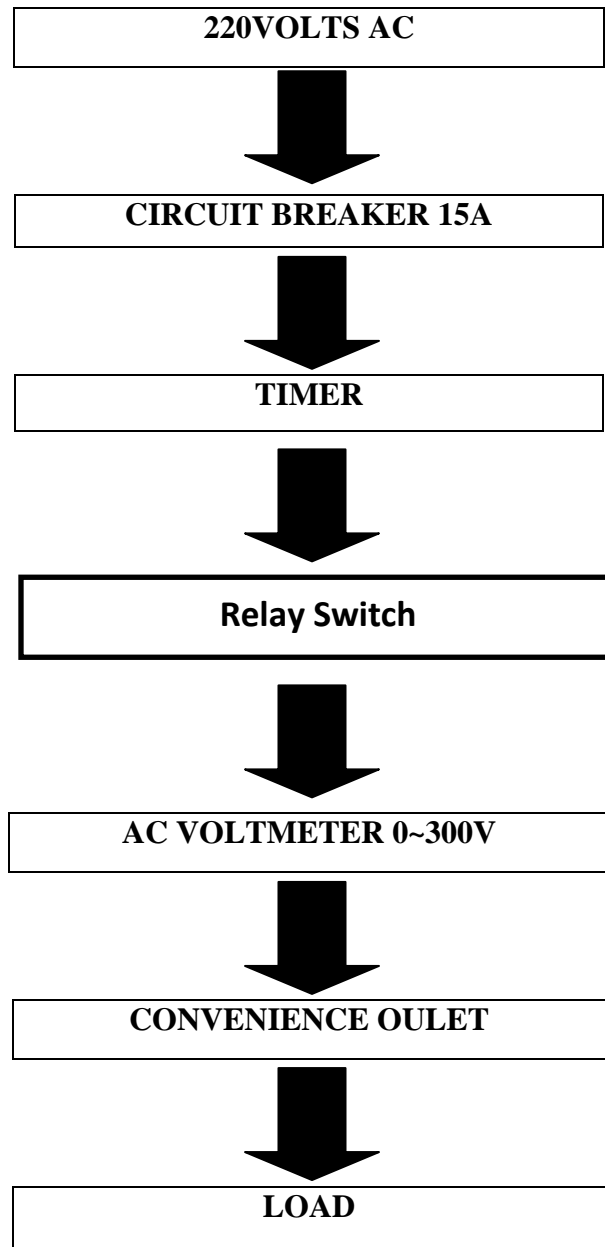 220VOLTS AC
CIRCUIT BREAKER 15A
TIMER
Relay Switch
AC VOLTMETER 0~300V
CONVENIENCE OULET
LOAD